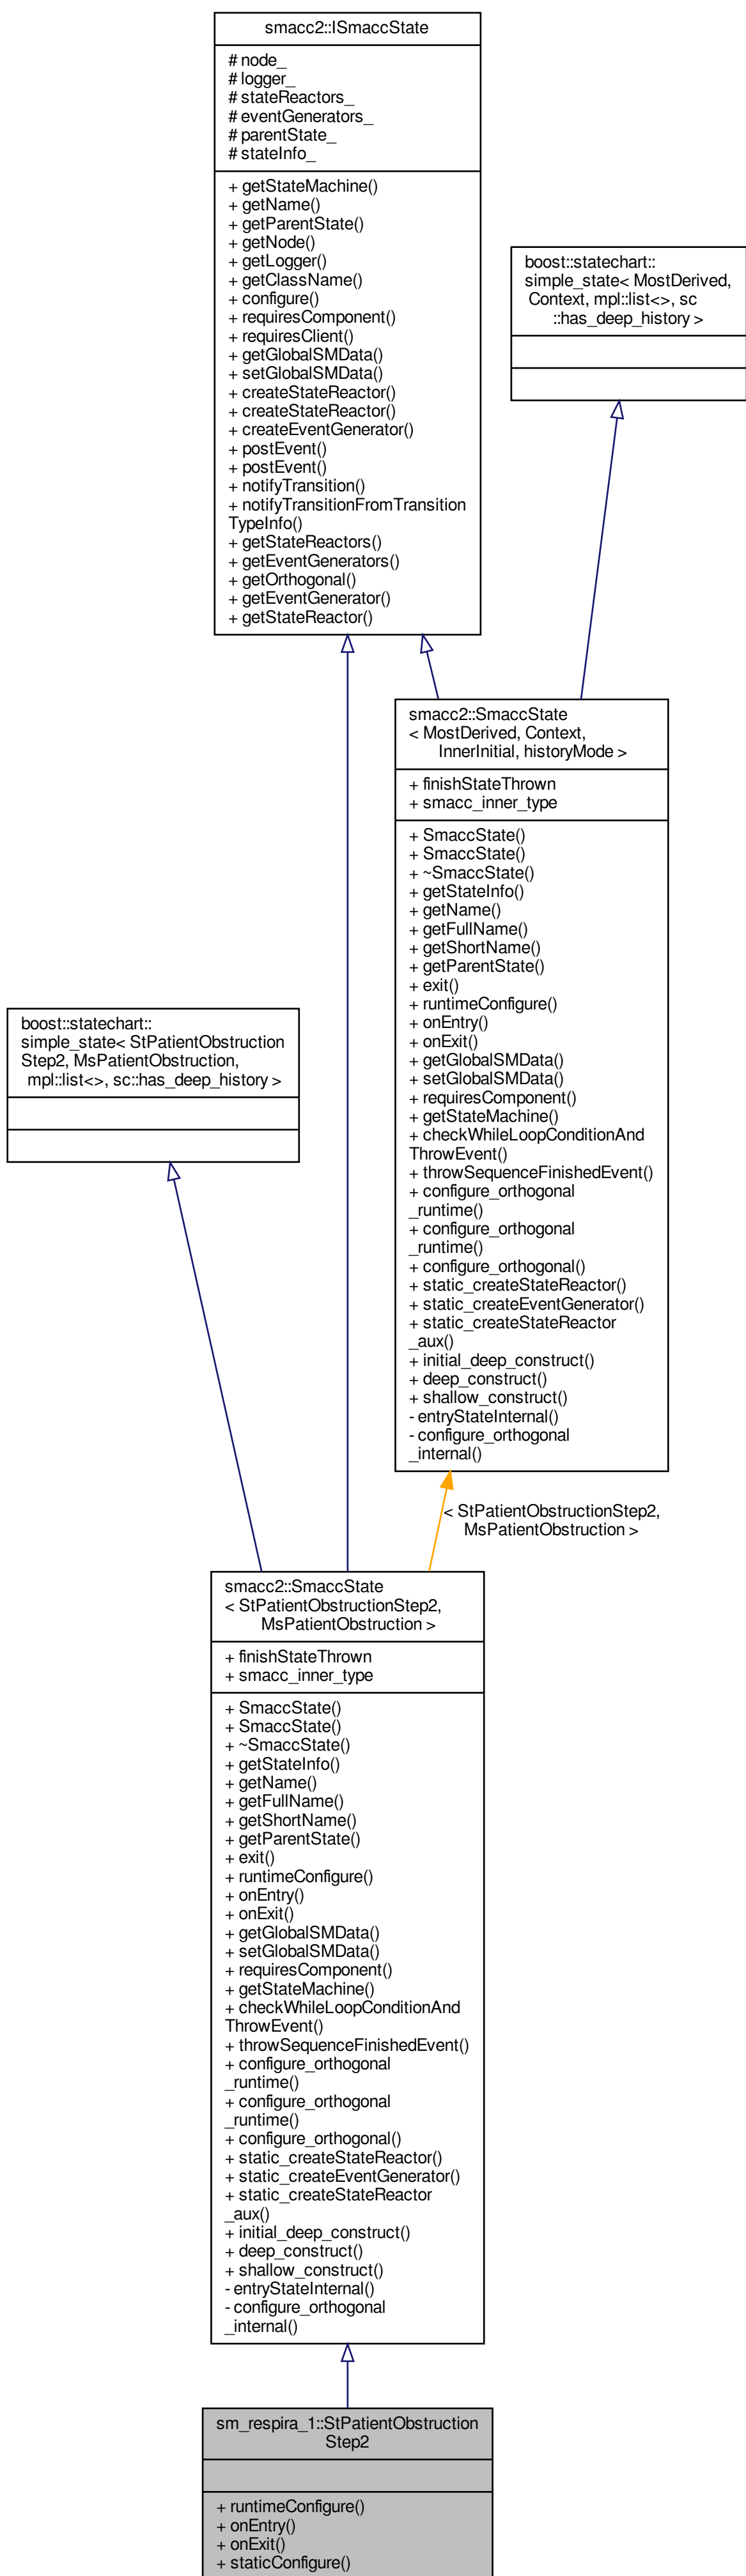 smacc2::ISmaccState
# node_
# logger_
# stateReactors_
# eventGenerators_
# parentState_
# stateInfo_
+ getStateMachine()
+ getName()
+ getParentState()
+ getNode()
+ getLogger()
+ getClassName()
+ configure()
+ requiresComponent()
+ requiresClient()
+ getGlobalSMData()
+ setGlobalSMData()
+ createStateReactor()
+ createStateReactor()
+ createEventGenerator()
+ postEvent()
+ postEvent()
+ notifyTransition()
+ notifyTransitionFromTransition
TypeInfo()
+ getStateReactors()
+ getEventGenerators()
+ getOrthogonal()
+ getEventGenerator()
+ getStateReactor()
boost::statechart::
simple_state< MostDerived,
Context, mpl::list<>, sc
::has_deep_history >
smacc2::SmaccState
< MostDerived, Context,
InnerInitial, historyMode >
+ finishStateThrown
+ smacc_inner_type
+ SmaccState()
+ SmaccState()
+ ~SmaccState()
+ getStateInfo()
+ getName()
+ getFullName()
+ getShortName()
+ getParentState()
+ exit()
+ runtimeConfigure()
+ onEntry()
+ onExit()
+ getGlobalSMData()
+ setGlobalSMData()
+ requiresComponent()
+ getStateMachine()
+ checkWhileLoopConditionAnd
ThrowEvent()
+ throwSequenceFinishedEvent()
+ configure_orthogonal
_runtime()
+ configure_orthogonal
_runtime()
+ configure_orthogonal()
+ static_createStateReactor()
+ static_createEventGenerator()
+ static_createStateReactor
_aux()
+ initial_deep_construct()
+ deep_construct()
+ shallow_construct()
- entryStateInternal()
- configure_orthogonal
_internal()
boost::statechart::
simple_state< StPatientObstruction
Step2, MsPatientObstruction,
mpl::list<>, sc::has_deep_history >
< StPatientObstructionStep2,
MsPatientObstruction >
smacc2::SmaccState
< StPatientObstructionStep2,
MsPatientObstruction >
+ finishStateThrown
+ smacc_inner_type
+ SmaccState()
+ SmaccState()
+ ~SmaccState()
+ getStateInfo()
+ getName()
+ getFullName()
+ getShortName()
+ getParentState()
+ exit()
+ runtimeConfigure()
+ onEntry()
+ onExit()
+ getGlobalSMData()
+ setGlobalSMData()
+ requiresComponent()
+ getStateMachine()
+ checkWhileLoopConditionAnd
ThrowEvent()
+ throwSequenceFinishedEvent()
+ configure_orthogonal
_runtime()
+ configure_orthogonal
_runtime()
+ configure_orthogonal()
+ static_createStateReactor()
+ static_createEventGenerator()
+ static_createStateReactor
_aux()
+ initial_deep_construct()
+ deep_construct()
+ shallow_construct()
- entryStateInternal()
- configure_orthogonal
_internal()
sm_respira_1::StPatientObstruction
Step2
+ runtimeConfigure()
+ onEntry()
+ onExit()
+ staticConfigure()